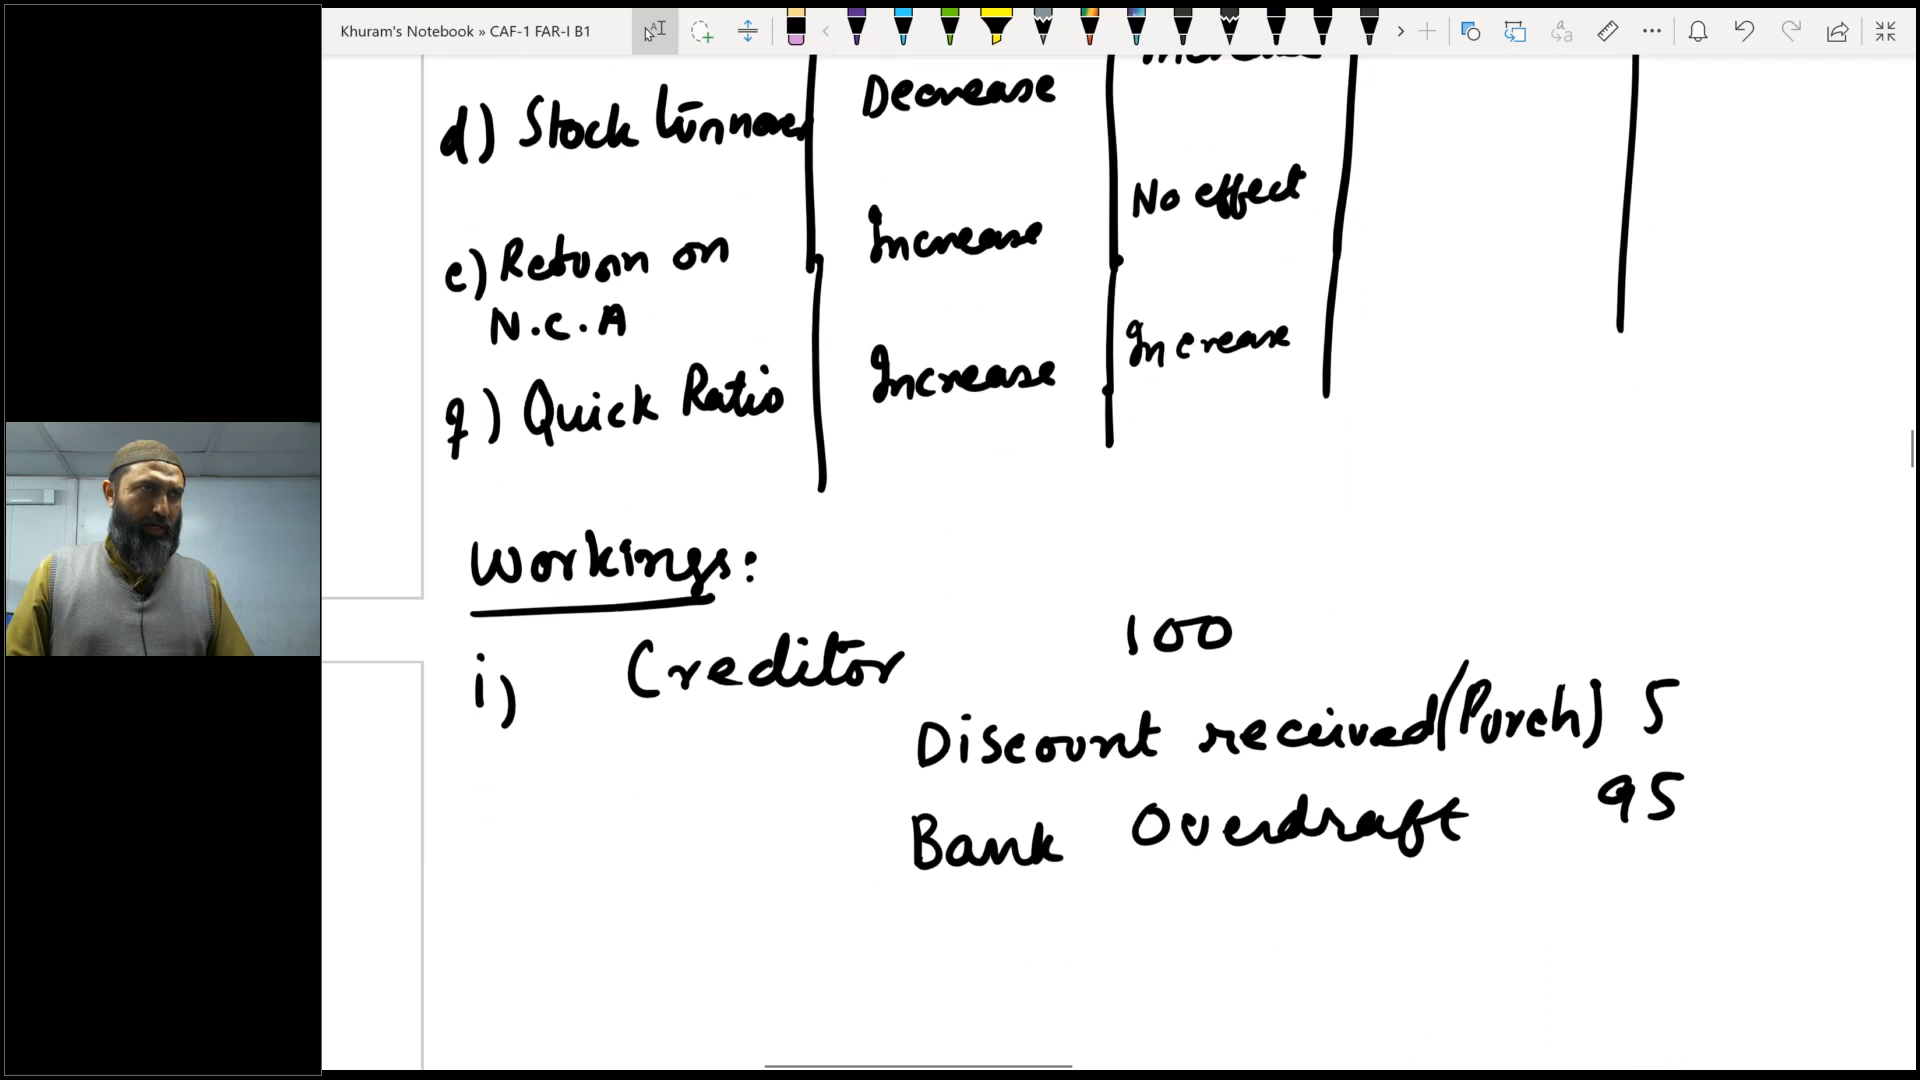 Khuram's Notebook » CAF-1 FAR-I B1
d) Stock turnover Decrease
No effect
e) Return on N.C.A Increase
Increase
f) Quick Ratio Increase
Workings:
i) Creditor 100
Discount received (Purch) 5
Bank Overdraft 95